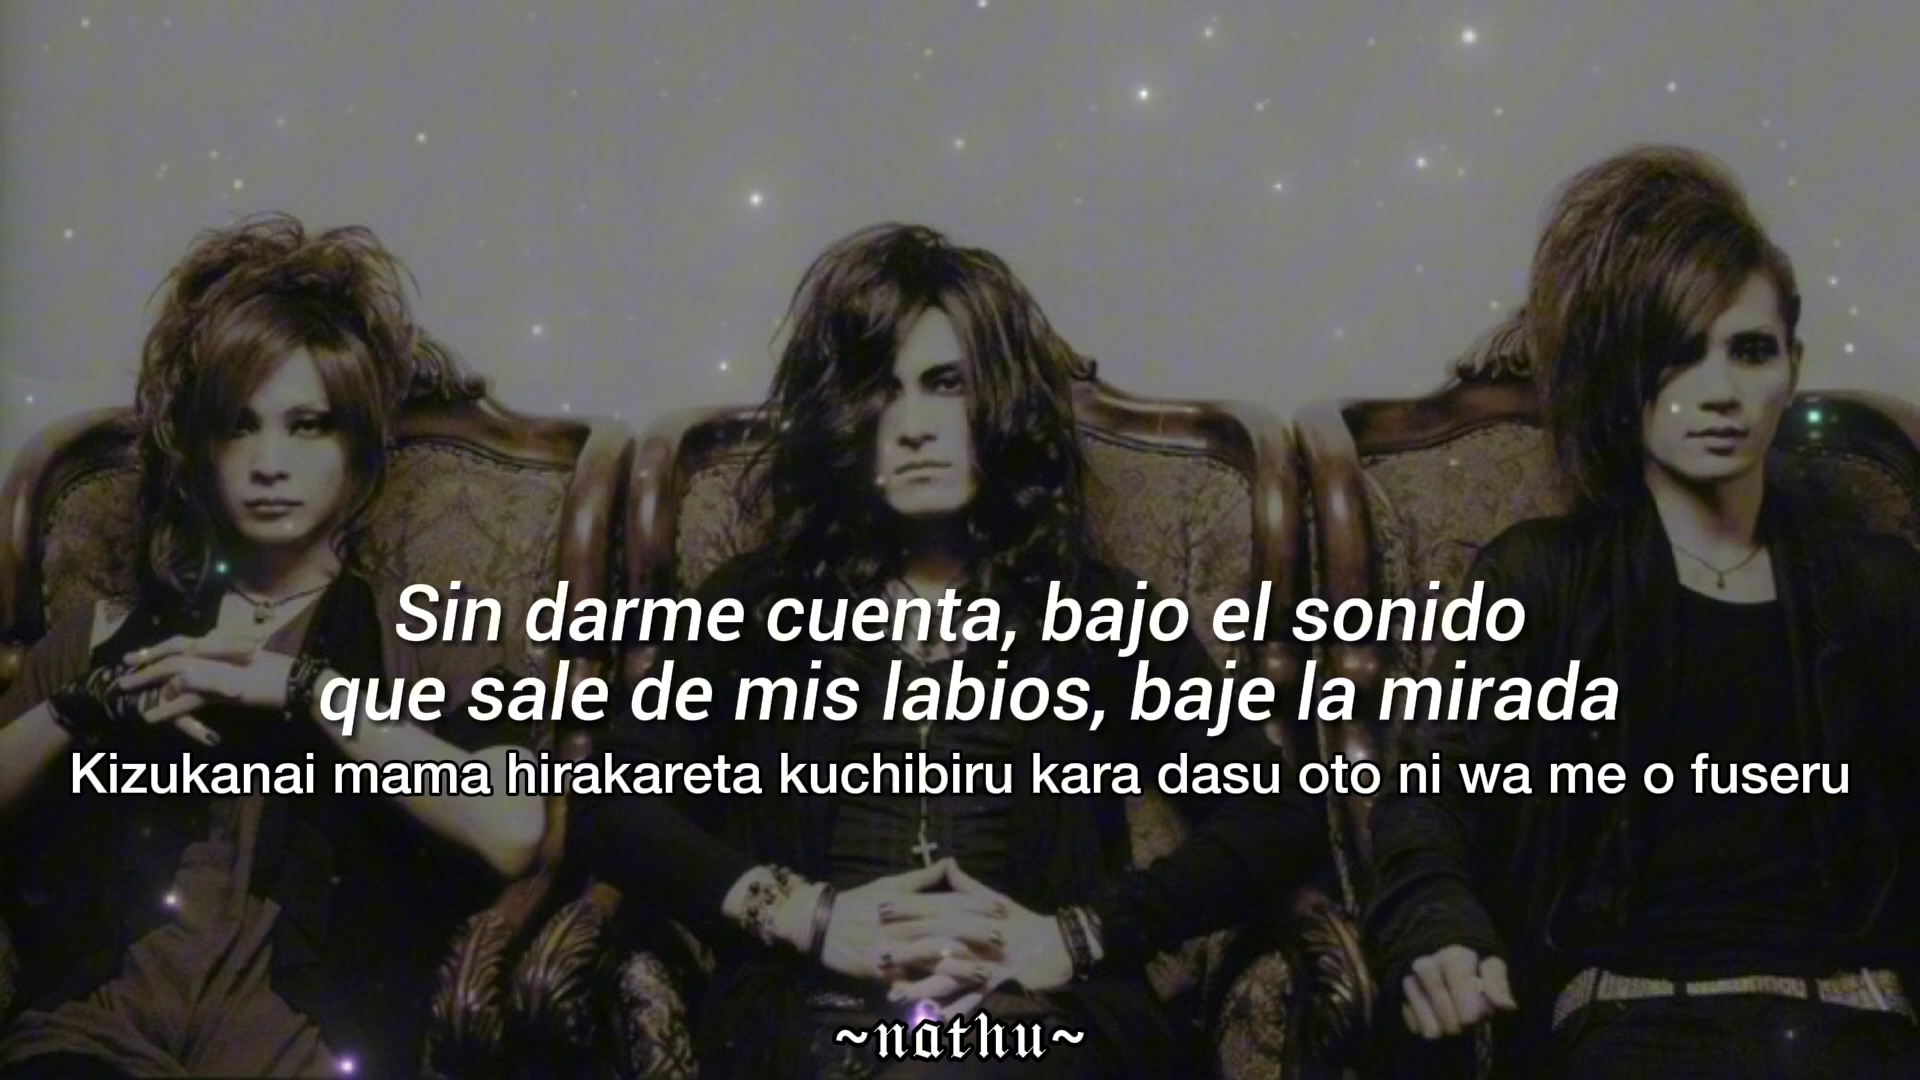 Sin darme cuenta, bajo el sonido
que sale de mis labios, baje la mirada
Kizukanai mama hirakareta kuchibiru kara dasu oto ni wa me o fuseru
~nathu~